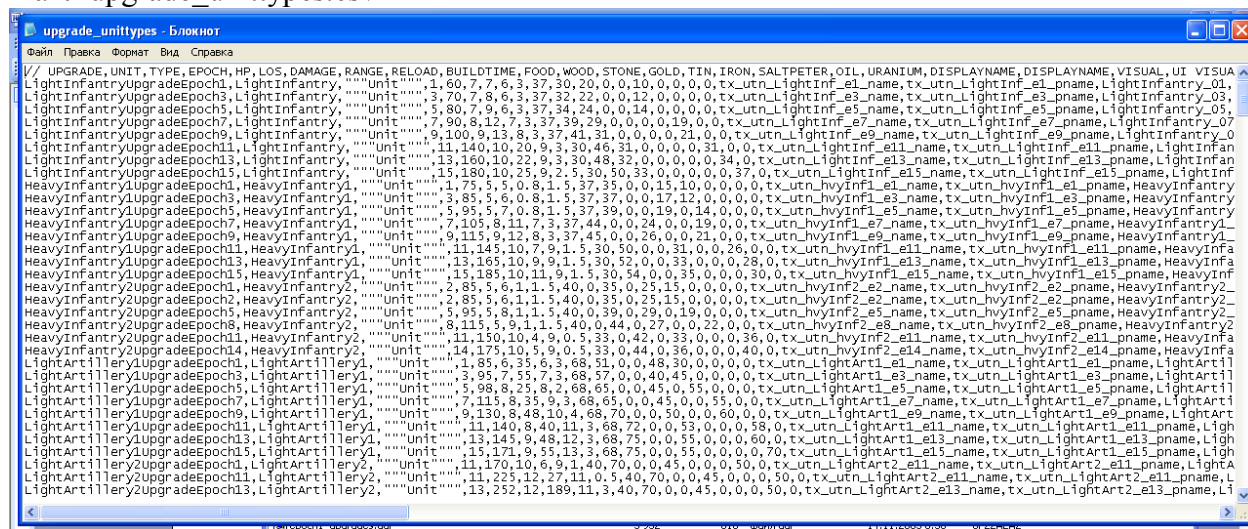 upgrade_unittypes.csv
upgrade_unittypes - Блокнот
Файл Правка Формат Вид Справка
// UPGRADE,UNIT,TYPE,EPOCH,HP,LOS,DAMAGE,RANGE,RELOAD,BUILDTIME,FOOD,WOOD,STONE,GOLD,TIN,IRON,SALTPETER,OIL,URANIUM,DISPLAYNAME,DISPLAYNAME,VISUAL,UI VISUA
LightInfantryUpgradeEpoch1,LightInfantry,"""Unit""",1,60,7,7,6,3,37,30,20,0,0,10,0,0,0,0,tx_utn_LightInf_e1_name,tx_utn_LightInf_e1_pname,LightInfantry_01,
LightInfantryUpgradeEpoch3,LightInfantry,"""Unit""",3,70,7,8,6,3,37,32,22,0,0,12,0,0,0,0,tx_utn_LightInf_e3_name,tx_utn_LightInf_e3_pname,LightInfantry_03,
LightInfantryUpgradeEpoch5,LightInfantry,"""Unit""",5,80,7,9,6,3,37,34,24,0,0,14,0,0,0,0,tx_utn_LightInf_e5_name,tx_utn_LightInf_e5_pname,LightInfantry_05,
LightInfantryUpgradeEpoch7,LightInfantry,"""Unit""",7,90,8,12,7,3,37,39,29,0,0,0,0,19,0,0,tx_utn_LightInf_e7_name,tx_utn_LightInf_e7_pname,LightInfantry_07
LightInfantryUpgradeEpoch9,LightInfantry,"""Unit""",9,100,9,13,8,3,37,41,31,0,0,0,0,21,0,0,tx_utn_LightInf_e9_name,tx_utn_LightInf_e9_pname,LightInfantry_0
LightInfantryUpgradeEpoch11,LightInfantry,"""Unit""",11,140,10,20,9,3,30,46,31,0,0,0,0,0,31,0,tx_utn_LightInf_e11_name,tx_utn_LightInf_e11_pname,LightInfan
LightInfantryUpgradeEpoch13,LightInfantry,"""Unit""",13,160,10,22,9,3,30,48,32,0,0,0,0,0,34,0,tx_utn_LightInf_e13_name,tx_utn_LightInf_e13_pname,LightInfan
LightInfantryUpgradeEpoch15,LightInfantry,"""Unit""",15,180,10,25,9,2.5,30,50,33,0,0,0,0,0,37,0,tx_utn_LightInf_e15_name,tx_utn_LightInf_e15_pname,LightInf
HeavyInfantry1UpgradeEpoch1,HeavyInfantry1,"""Unit""",1,75,5,5,0.8,1.5,37,35,0,0,15,10,0,0,0,0,tx_utn_hvyInf1_e1_name,tx_utn_hvyInf1_e1_pname,HeavyInfantry
HeavyInfantry1UpgradeEpoch3,HeavyInfantry1,"""Unit""",3,85,5,6,0.8,1.5,37,37,0,0,17,12,0,0,0,0,tx_utn_hvyInf1_e3_name,tx_utn_hvyInf1_e3_pname,HeavyInfantry
HeavyInfantry1UpgradeEpoch5,HeavyInfantry1,"""Unit""",5,95,5,7,0.8,1.5,37,39,0,0,19,0,14,0,0,0,tx_utn_hvyInf1_e5_name,tx_utn_hvyInf1_e5_pname,HeavyInfantry
HeavyInfantry1UpgradeEpoch7,HeavyInfantry1,"""Unit""",7,105,8,11,7,3,37,44,0,0,24,0,0,19,0,0,tx_utn_hvyInf1_e7_name,tx_utn_hvyInf1_e7_pname,HeavyInfantry1_
HeavyInfantry1UpgradeEpoch9,HeavyInfantry1,"""Unit""",9,115,9,12,8,3,37,45,0,0,26,0,0,21,0,0,tx_utn_hvyInf1_e9_name,tx_utn_hvyInf1_e9_pname,HeavyInfantry1_
HeavyInfantry1UpgradeEpoch11,HeavyInfantry1,"""Unit""",11,145,10,7,9,1.5,30,50,0,0,31,0,0,26,0,0,tx_utn_hvyInf1_e11_name,tx_utn_hvyInf1_e11_pname,HeavyInfan
HeavyInfantry1UpgradeEpoch13,HeavyInfantry1,"""Unit""",13,165,10,9,9,1.5,30,52,0,0,33,0,0,0,28,0,tx_utn_hvyInf1_e13_name,tx_utn_hvyInf1_e13_pname,HeavyInfan
HeavyInfantry1UpgradeEpoch15,HeavyInfantry1,"""Unit""",15,185,10,11,9,1.5,30,54,0,0,35,0,0,0,30,0,tx_utn_hvyInf1_e15_name,tx_utn_hvyInf1_e15_pname,HeavyInfa
HeavyInfantry2UpgradeEpoch1,HeavyInfantry2,"""Unit""",2,85,5,6,1,1.5,40,0,35,0,25,15,0,0,0,0,tx_utn_hvyInf2_e2_name,tx_utn_hvyInf2_e2_pname,HeavyInfantry2_
HeavyInfantry2UpgradeEpoch2,HeavyInfantry2,"""Unit""",2,85,5,6,1,1.5,40,0,35,0,25,15,0,0,0,0,tx_utn_hvyInf2_e2_name,tx_utn_hvyInf2_e2_pname,HeavyInfantry2_
HeavyInfantry2UpgradeEpoch5,HeavyInfantry2,"""Unit""",5,95,5,8,1,1.5,40,0,39,0,29,0,19,0,0,0,tx_utn_hvyInf2_e5_name,tx_utn_hvyInf2_e5_pname,HeavyInfantry2_
HeavyInfantry2UpgradeEpoch8,HeavyInfantry2,"""Unit""",8,115,5,9,1,1.5,40,0,44,0,27,0,0,22,0,0,tx_utn_hvyInf2_e8_name,tx_utn_hvyInf2_e8_pname,HeavyInfantry2
HeavyInfantry2UpgradeEpoch11,HeavyInfantry2,"""Unit""",11,150,10,4,9,0.5,33,0,42,0,33,0,0,0,36,0,tx_utn_hvyInf2_e11_name,tx_utn_hvyInf2_e11_pname,HeavyInfa
HeavyInfantry2UpgradeEpoch14,HeavyInfantry2,"""Unit""",14,175,10,5,9,0.5,33,0,44,0,36,0,0,0,40,0,tx_utn_hvyInf2_e14_name,tx_utn_hvyInf2_e14_pname,HeavyInfa
LightArtillery1UpgradeEpoch1,LightArtillery1,"""Unit""",1,85,6,35,6,3,68,51,0,0,48,30,0,0,0,0,tx_utn_LightArt1_e1_name,tx_utn_LightArt1_e1_pname,LightArtil
LightArtillery1UpgradeEpoch3,LightArtillery1,"""Unit""",3,95,7,35,7,3,68,57,0,0,40,45,0,0,0,0,tx_utn_LightArt1_e3_name,tx_utn_LightArt1_e3_pname,LightArtil
LightArtillery1UpgradeEpoch5,LightArtillery1,"""Unit""",5,98,8,25,8,2,68,65,0,0,45,0,55,0,0,0,tx_utn_LightArt1_e5_name,tx_utn_LightArt1_e5_pname,LightArtil
LightArtillery1UpgradeEpoch7,LightArtillery1,"""Unit""",7,115,8,35,9,3,68,65,0,0,45,0,0,55,0,0,tx_utn_LightArt1_e7_name,tx_utn_LightArt1_e7_pname,LightArti
LightArtillery1UpgradeEpoch9,LightArtillery1,"""Unit""",9,130,8,48,10,4,68,70,0,0,50,0,0,60,0,0,tx_utn_LightArt1_e9_name,tx_utn_LightArt1_e9_pname,LightArt
LightArtillery1UpgradeEpoch11,LightArtillery1,"""Unit""",11,140,8,40,11,3,68,72,0,0,53,0,0,0,58,0,tx_utn_LightArt1_e11_name,tx_utn_LightArt1_e11_pname,Ligh
LightArtillery1UpgradeEpoch13,LightArtillery1,"""Unit""",13,145,9,48,12,3,68,75,0,0,55,0,0,0,60,0,tx_utn_LightArt1_e13_name,tx_utn_LightArt1_e13_pname,Ligh
LightArtillery1UpgradeEpoch15,LightArtillery1,"""Unit""",15,171,9,55,13,3,68,75,0,0,55,0,0,0,0,70,tx_utn_LightArt1_e15_name,tx_utn_LightArt1_e15_pname,Ligh
LightArtillery2UpgradeEpoch1,LightArtillery2,"""Unit""",11,170,10,6,9,1,40,70,0,0,45,0,0,0,50,0,tx_utn_LightArt2_e11_name,tx_utn_LightArt2_e11_pname,LightA
LightArtillery2UpgradeEpoch11,LightArtillery2,"""Unit""",11,225,12,27,11,0.5,40,70,0,0,45,0,0,0,50,0,tx_utn_LightArt2_e11_name,tx_utn_LightArt2_e11_pname,L
LightArtillery2UpgradeEpoch13,LightArtillery2,"""Unit""",13,252,12,189,11,3,40,70,0,0,45,0,0,0,50,0,tx_utn_LightArt2_e13_name,tx_utn_LightArt2_e13_pname,Li